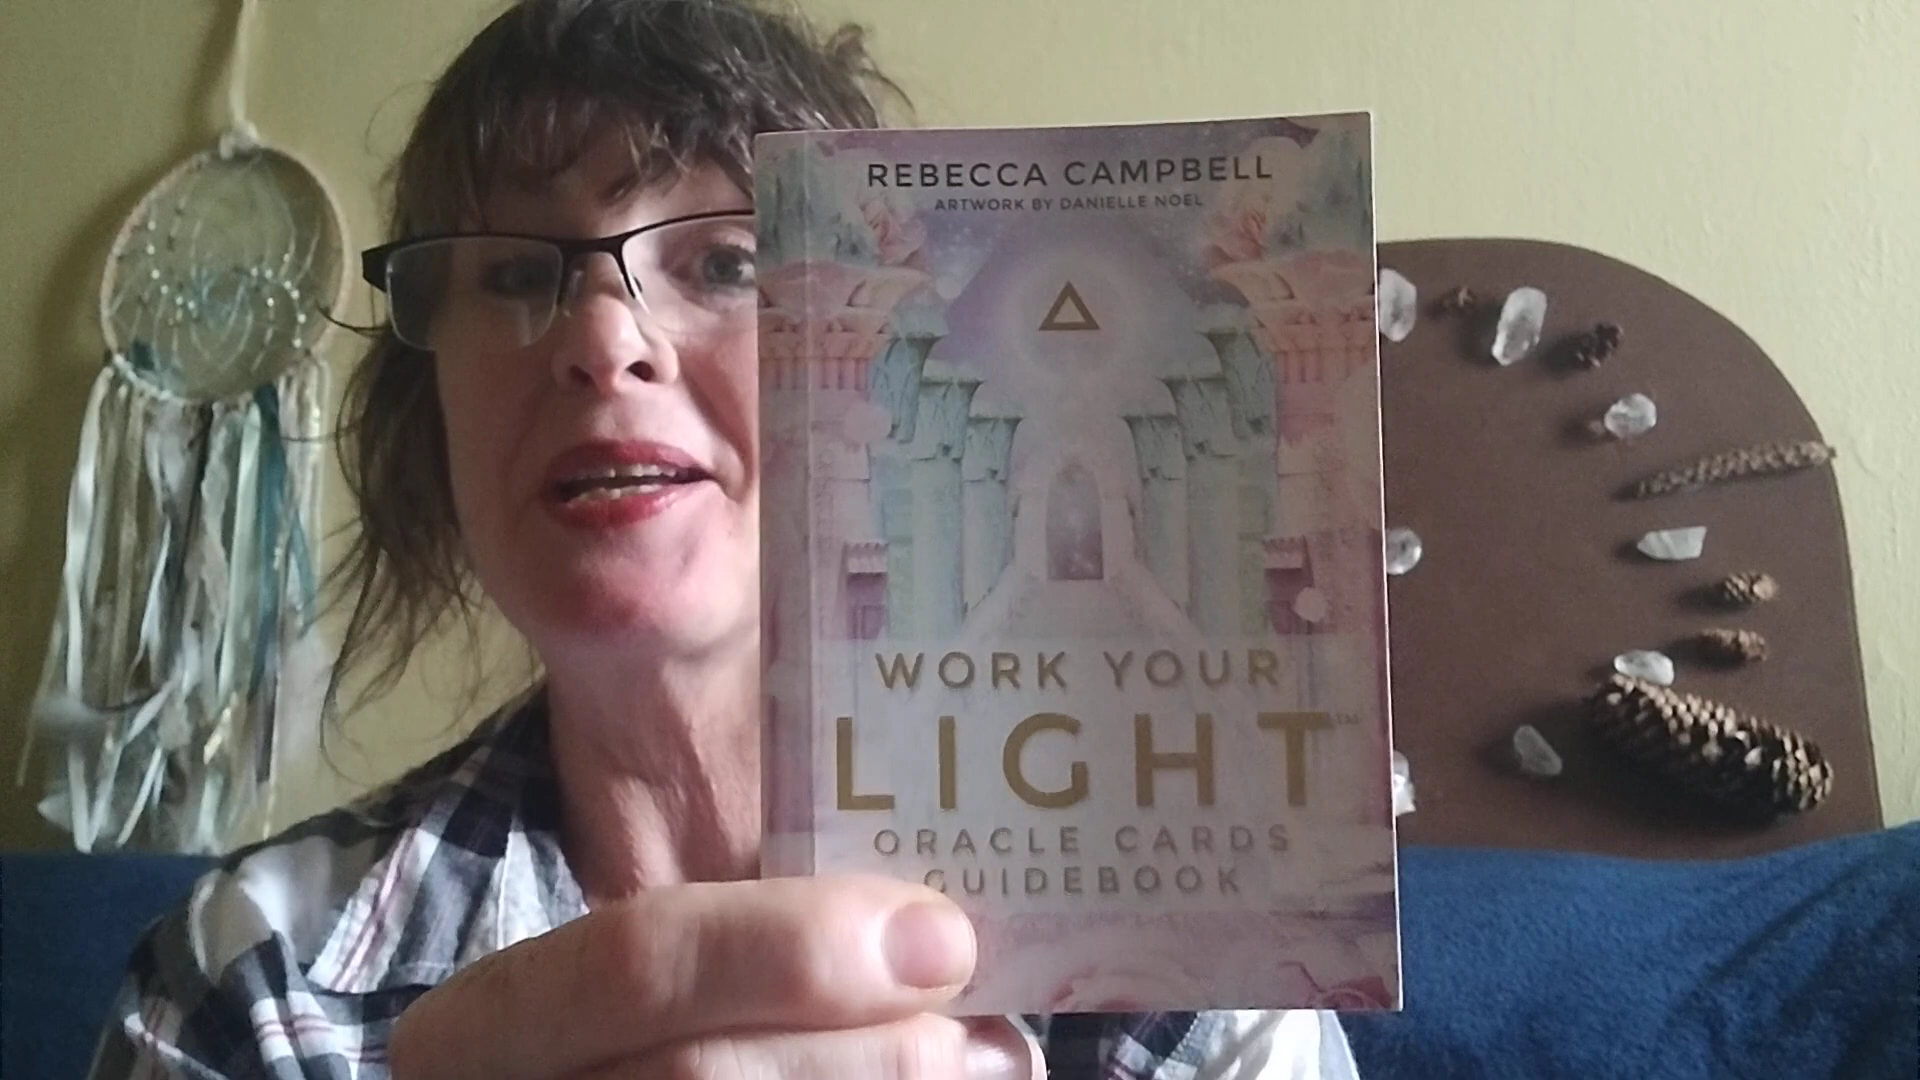 REBECCA CAMPBELL
ARTWORK BY DANIELLE NOEL
WORK YOUR
LIGHT™
ORACLE CARDS
GUIDEBOOK